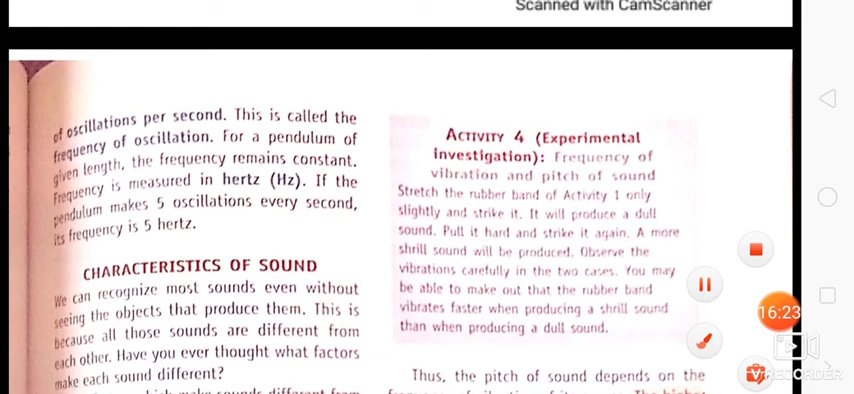 Scanned with CamScanner
of oscillations per second. This is called the
frequency of oscillation. For a pendulum of
given length, the frequency remains constant.
Frequency is measured in hertz (Hz). If the
pendulum makes 5 oscillations every second,
its frequency is 5 hertz.
CHARACTERISTICS OF SOUND
We can recognize most sounds even without
seeing the objects that produce them. This is
because all those sounds are different from
each other. Have you ever thought what factors
make each sound different?
ACTIVITY 4 (Experimental
investigation): Frequency of
vibration and pitch of sound
Stretch the rubber band of Activity 1 only
slightly and strike it. It will produce a dull
sound. Pull it hard and strike it again. A more
shrill sound will be produced. Observe the
vibrations carefully in the two cases. You may
be able to make out that the rubber band
vibrates faster when producing a shrill sound
than when producing a dull sound.
Thus, the pitch of sound depends on the
16:23
RECORDER